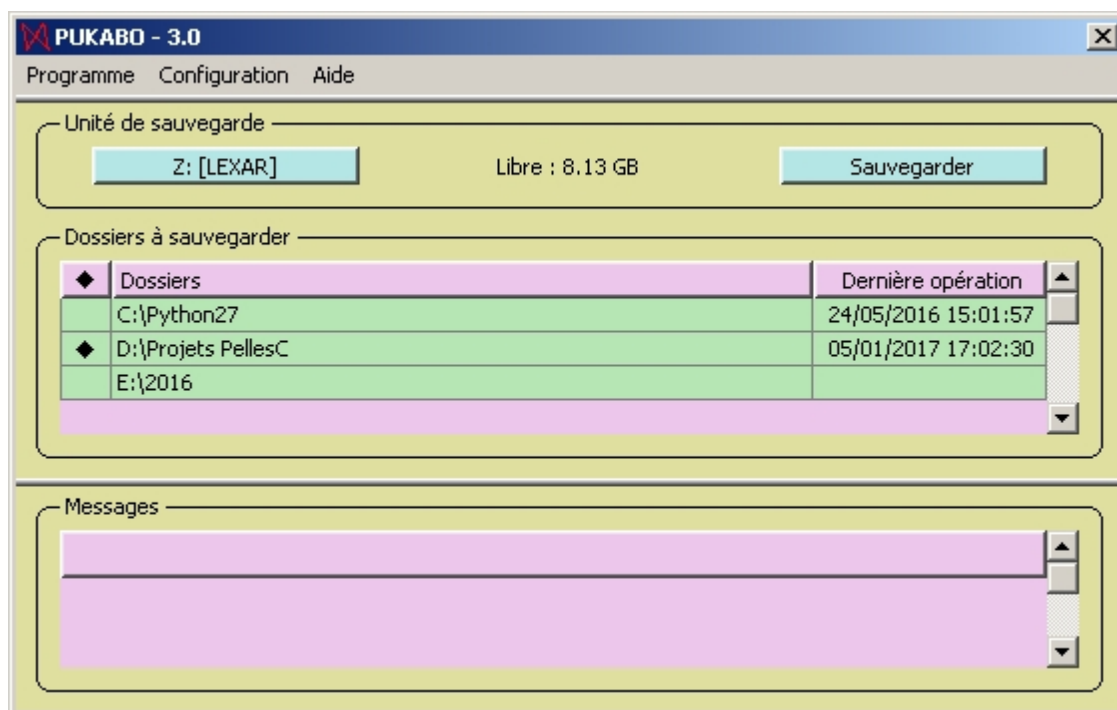 PUKABO - 3.0
Programme Configuration Aide
Unité de sauvegarde
Z: [LEXAR] Libre : 8.13 GB Sauvegarder
Dossiers à sauvegarder
◆ Dossiers Dernière opération
C:\Python27 24/05/2016 15:01:57
◆ D:\Projets PellesC 05/01/2017 17:02:30
E:\2016
Messages